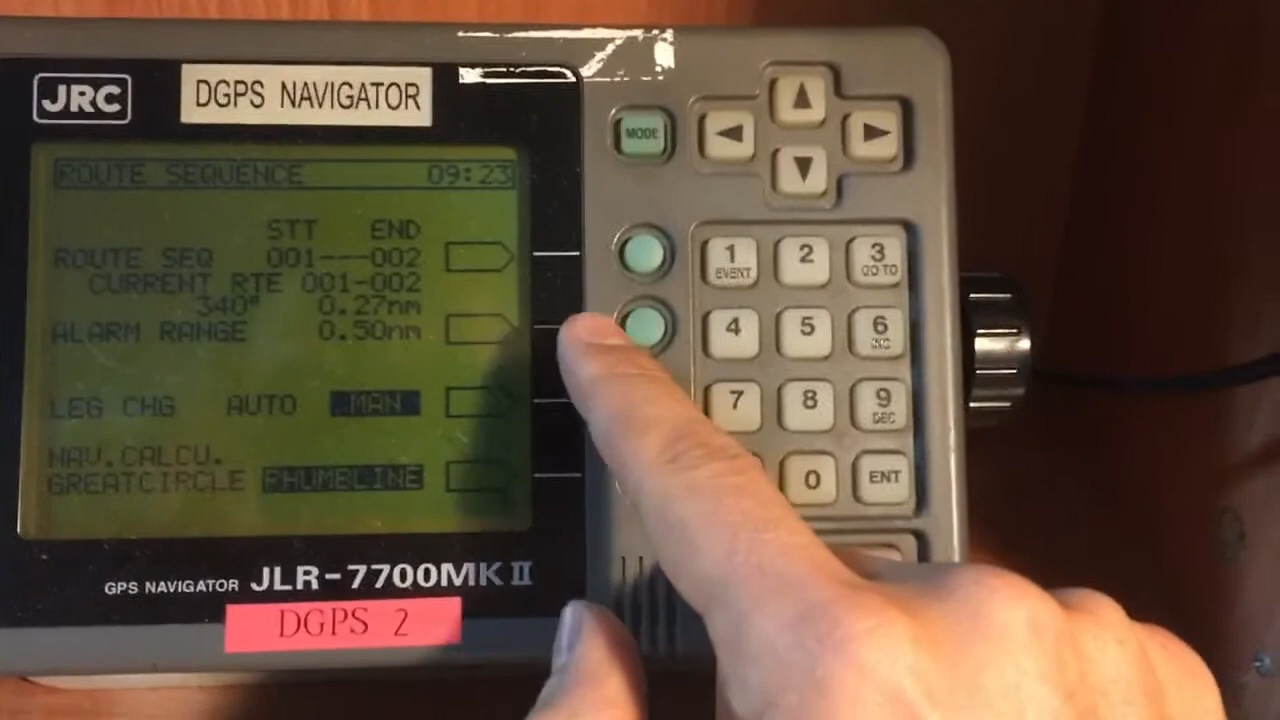 JRC
DGPS NAVIGATOR
ROUTE SEQUENCE 09:23
STT END
ROUTE SEQ 001---002
CURRENT RTE 001-002
340° 0.27nm
ALARM RANGE 0.50nm
LEG CHG AUTO MAN
NAV.CALCU.
GREATCIRCLE RHUMBLINE
GPS NAVIGATOR JLR-7700MKII
DGPS 2
MODE
1 2 3
EVENT GO TO
4 5 6
7 8 9
DEC
0 ENT